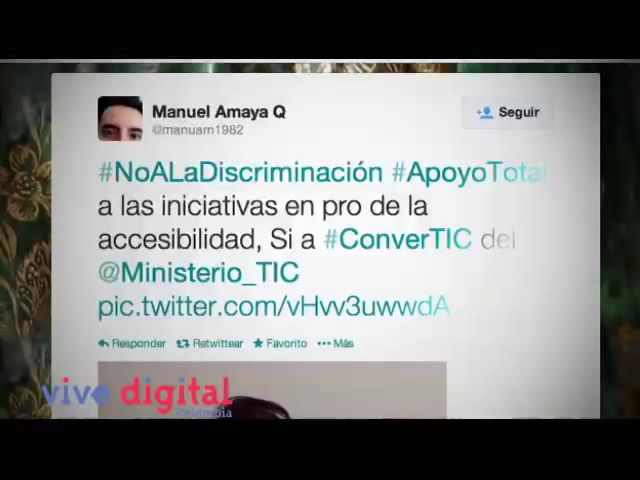 Manuel Amaya Q
@manuam1982
Seguir
#NoALaDiscriminación #ApoyoTotal
a las iniciativas en pro de la
accesibilidad, Si a #ConverTIC del
@Ministerio_TIC
pic.twitter.com/vHvv3uwwdA
Responder Retwittear Favorito Más
vive digital
Colombia